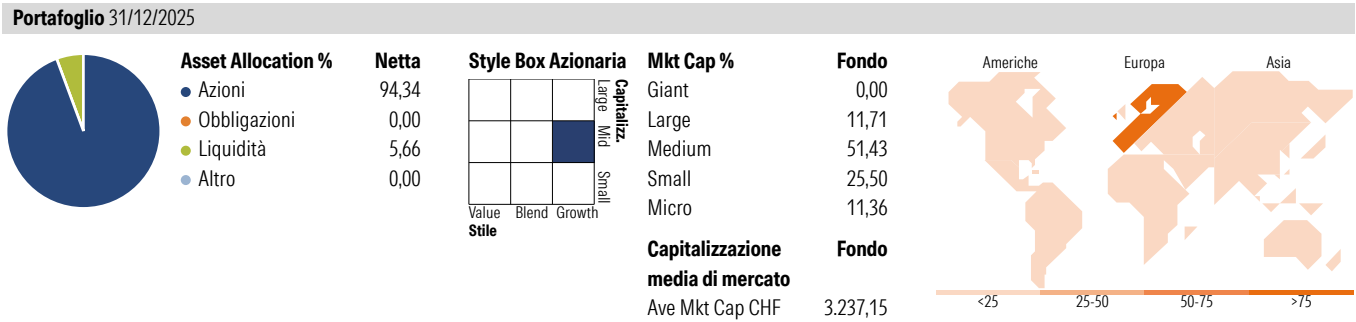 Portafoglio 31/12/2025
Asset Allocation % Netta
Azioni 94,34
Obbligazioni 0,00
Liquidità 5,66
Altro 0,00
Style Box Azionaria
Capitalizz.
Large
Mid
Small
Value Blend Growth
Stile
Mkt Cap % Fondo
Giant 0,00
Large 11,71
Medium 51,43
Small 25,50
Micro 11,36
Capitalizzazione Fondo
media di mercato
Ave Mkt Cap CHF 3.237,15
Americhe Europa Asia
<25 25-50 50-75 >75